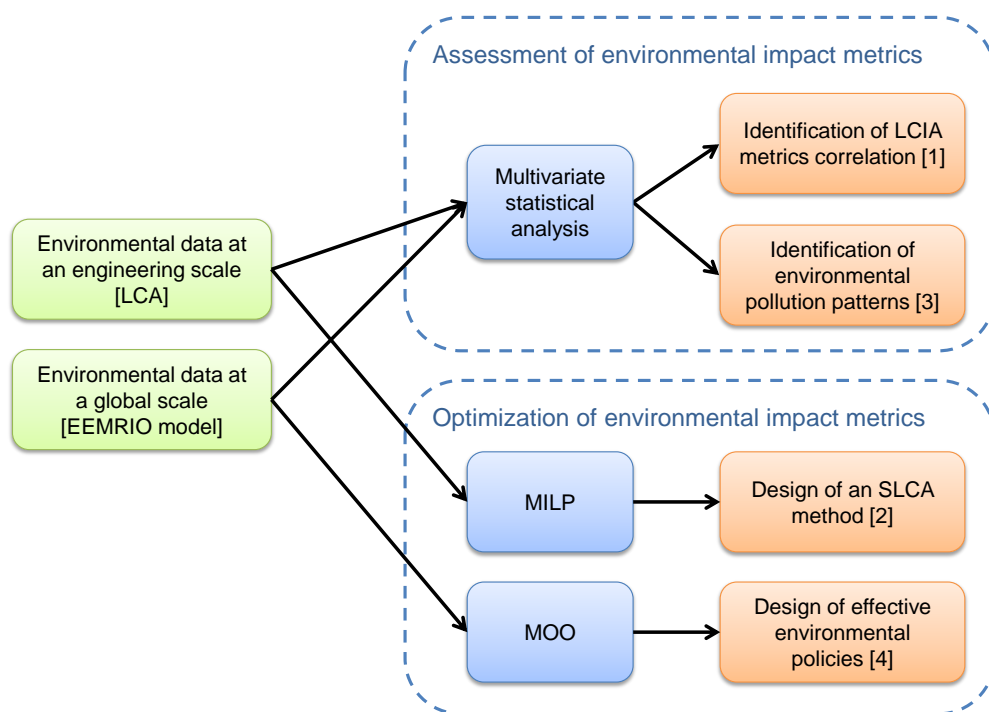 Assessment of environmental impact metrics
Identification of LCIA
metrics correlation [1]
Multivariate
statistical
analysis
Identification of
environmental
pollution patterns [3]
Environmental data at
an engineering scale
[LCA]
Environmental data at
a global scale
[EEMRIO model]
Optimization of environmental impact metrics
MILP
Design of an SLCA
method [2]
MOO
Design of effective
environmental
policies [4]